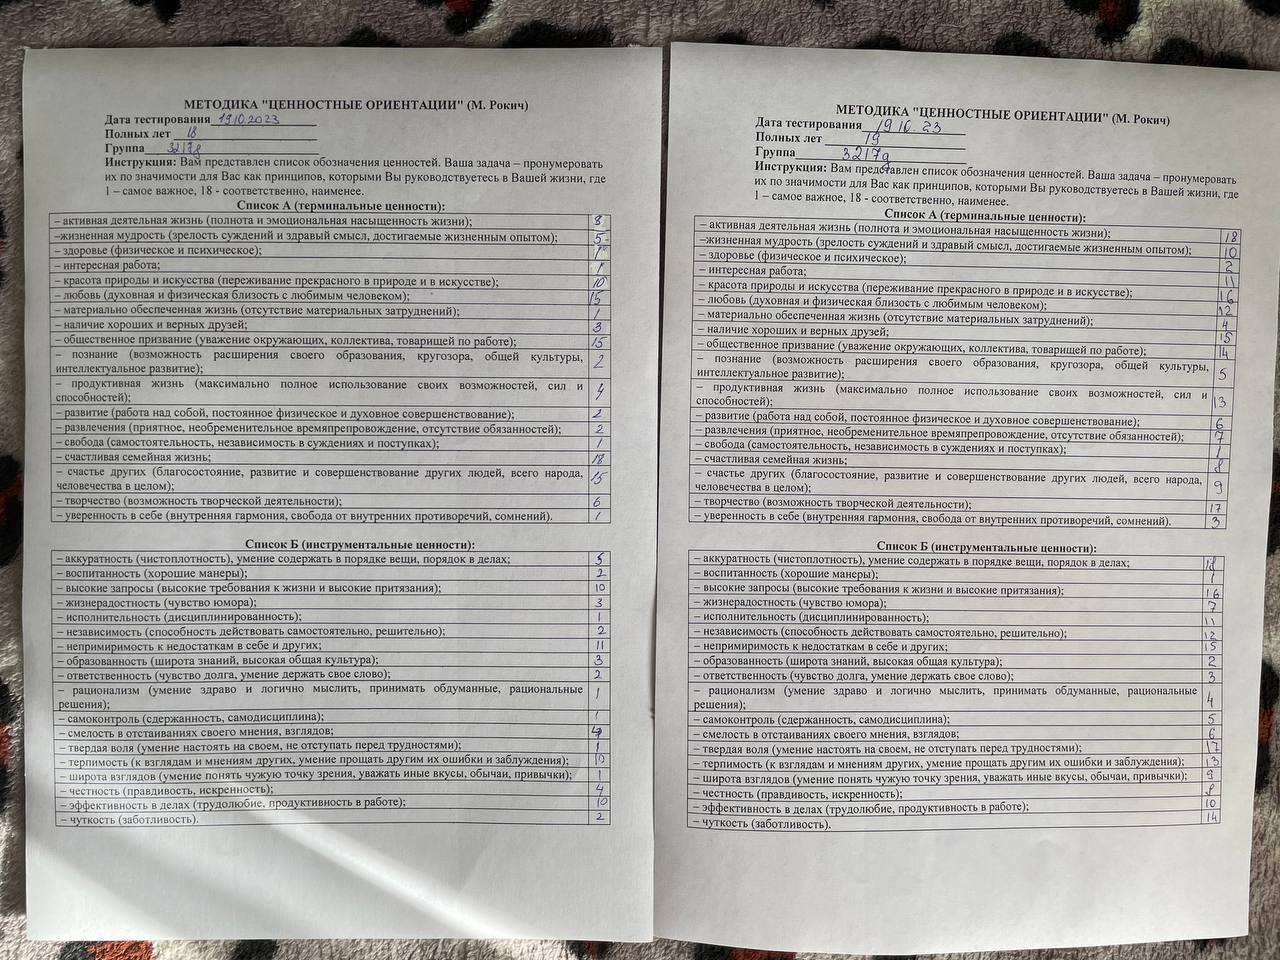 МЕТОДИКА "ЦЕННОСТНЫЕ ОРИЕНТАЦИИ" (М. Рокич)
Дата тестирования 19.10.2023
Полных лет 18
Группа 3217д
Инструкция: Вам представлен список обозначения ценностей. Ваша задача – пронумеровать
их по значимости для Вас как принципов, которыми Вы руководствуетесь в Вашей жизни, где
1 – самое важное, 18 - соответственно, наименее.
Список А (терминальные ценности):
– активная деятельная жизнь (полнота и эмоциональная насыщенность жизни); 8
–жизненная мудрость (зрелость суждений и здравый смысл, достигаемые жизненным опытом); 5
– здоровье (физическое и психическое); 1
– интересная работа; 1
– красота природы и искусства (переживание прекрасного в природе и в искусстве); 10
– любовь (духовная и физическая близость с любимым человеком); 15
– материально обеспеченная жизнь (отсутствие материальных затруднений); 1
– наличие хороших и верных друзей; 3
– общественное призвание (уважение окружающих, коллектива, товарищей по работе); 15
– познание (возможность расширения своего образования, кругозора, общей культуры,
интеллектуальное развитие); 2
– продуктивная жизнь (максимально полное использование своих возможностей, сил и
способностей); 4
– развитие (работа над собой, постоянное физическое и духовное совершенствование); 2
– развлечения (приятное, необременительное времяпрепровождение, отсутствие обязанностей); 2
– свобода (самостоятельность, независимость в суждениях и поступках); 1
– счастливая семейная жизнь; 18
– счастье других (благосостояние, развитие и совершенствование других людей, всего народа,
человечества в целом); 15
– творчество (возможность творческой деятельности); 6
– уверенность в себе (внутренняя гармония, свобода от внутренних противоречий, сомнений). 1
Список Б (инструментальные ценности):
– аккуратность (чистоплотность), умение содержать в порядке вещи, порядок в делах; 5
– воспитанность (хорошие манеры); 2
– высокие запросы (высокие требования к жизни и высокие притязания); 10
– жизнерадостность (чувство юмора); 3
– исполнительность (дисциплинированность); 1
– независимость (способность действовать самостоятельно, решительно); 2
– непримиримость к недостаткам в себе и других; 11
– образованность (широта знаний, высокая общая культура); 3
– ответственность (чувство долга, умение держать свое слово); 2
– рационализм (умение здраво и логично мыслить, принимать обдуманные, рациональные
решения); 1
– самоконтроль (сдержанность, самодисциплина); 1
– смелость в отстаиваниях своего мнения, взглядов;
– твердая воля (умение настоять на своем, не отступать перед трудностями); 1
– терпимость (к взглядам и мнениям других, умение прощать другим их ошибки и заблуждения); 10
– широта взглядов (умение понять чужую точку зрения, уважать иные вкусы, обычаи, привычки); 1
– честность (правдивость, искренность); 4
– эффективность в делах (трудолюбие, продуктивность в работе); 10
– чуткость (заботливость). 2
МЕТОДИКА "ЦЕННОСТНЫЕ ОРИЕНТАЦИИ" (М. Рокич)
Дата тестирования 19.10.23
Полных лет 19
Группа 3217д
Инструкция: Вам представлен список обозначения ценностей. Ваша задача – пронумеровать
их по значимости для Вас как принципов, которыми Вы руководствуетесь в Вашей жизни, где
1 – самое важное, 18 - соответственно, наименее.
Список А (терминальные ценности):
– активная деятельная жизнь (полнота и эмоциональная насыщенность жизни); 18
–жизненная мудрость (зрелость суждений и здравый смысл, достигаемые жизненным опытом); 10
– здоровье (физическое и психическое); 2
– интересная работа; 11
– красота природы и искусства (переживание прекрасного в природе и в искусстве); 16
– любовь (духовная и физическая близость с любимым человеком); 12
– материально обеспеченная жизнь (отсутствие материальных затруднений); 4
– наличие хороших и верных друзей; 15
– общественное призвание (уважение окружающих, коллектива, товарищей по работе); 14
– познание (возможность расширения своего образования, кругозора, общей культуры,
интеллектуальное развитие); 5
– продуктивная жизнь (максимально полное использование своих возможностей, сил и
способностей); 13
– развитие (работа над собой, постоянное физическое и духовное совершенствование); 6
– развлечения (приятное, необременительное времяпрепровождение, отсутствие обязанностей); 7
– свобода (самостоятельность, независимость в суждениях и поступках); 1
– счастливая семейная жизнь; 8
– счастье других (благосостояние, развитие и совершенствование других людей, всего народа,
человечества в целом); 9
– творчество (возможность творческой деятельности); 17
– уверенность в себе (внутренняя гармония, свобода от внутренних противоречий, сомнений). 3
Список Б (инструментальные ценности):
– аккуратность (чистоплотность), умение содержать в порядке вещи, порядок в делах; 18
– воспитанность (хорошие манеры); 1
– высокие запросы (высокие требования к жизни и высокие притязания); 16
– жизнерадостность (чувство юмора); 7
– исполнительность (дисциплинированность); 11
– независимость (способность действовать самостоятельно, решительно); 12
– непримиримость к недостаткам в себе и других; 15
– образованность (широта знаний, высокая общая культура); 2
– ответственность (чувство долга, умение держать свое слово); 3
– рационализм (умение здраво и логично мыслить, принимать обдуманные, рациональные
решения); 4
– самоконтроль (сдержанность, самодисциплина); 5
– смелость в отстаиваниях своего мнения, взглядов; 6
– твердая воля (умение настоять на своем, не отступать перед трудностями); 17
– терпимость (к взглядам и мнениям других, умение прощать другим их ошибки и заблуждения); 13
– широта взглядов (умение понять чужую точку зрения, уважать иные вкусы, обычаи, привычки); 9
– честность (правдивость, искренность); 8
– эффективность в делах (трудолюбие, продуктивность в работе); 10
– чуткость (заботливость). 14